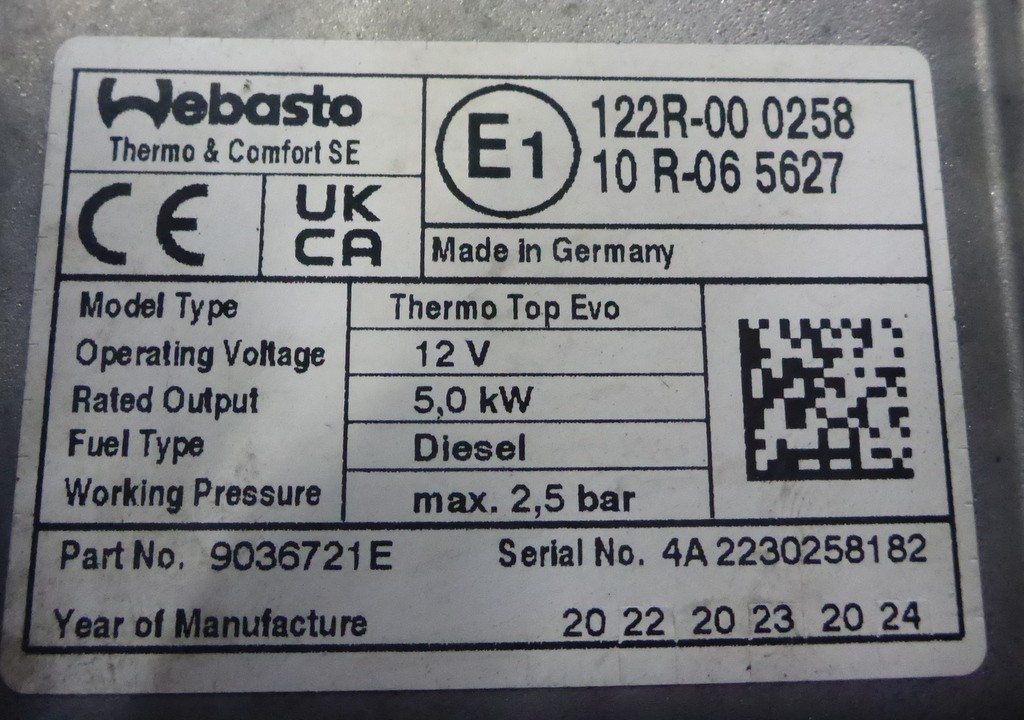 Webasto
Thermo & Comfort SE
CE
UK
CA
E1
122R-00 0258
10 R-06 5627
Made in Germany
Model Type Thermo Top Evo
Operating Voltage 12 V
Rated Output 5,0 kW
Fuel Type Diesel
Working Pressure max. 2,5 bar
Part No. 9036721E Serial No. 4A 2230258182
Year of Manufacture 20 22 20 23 20 24